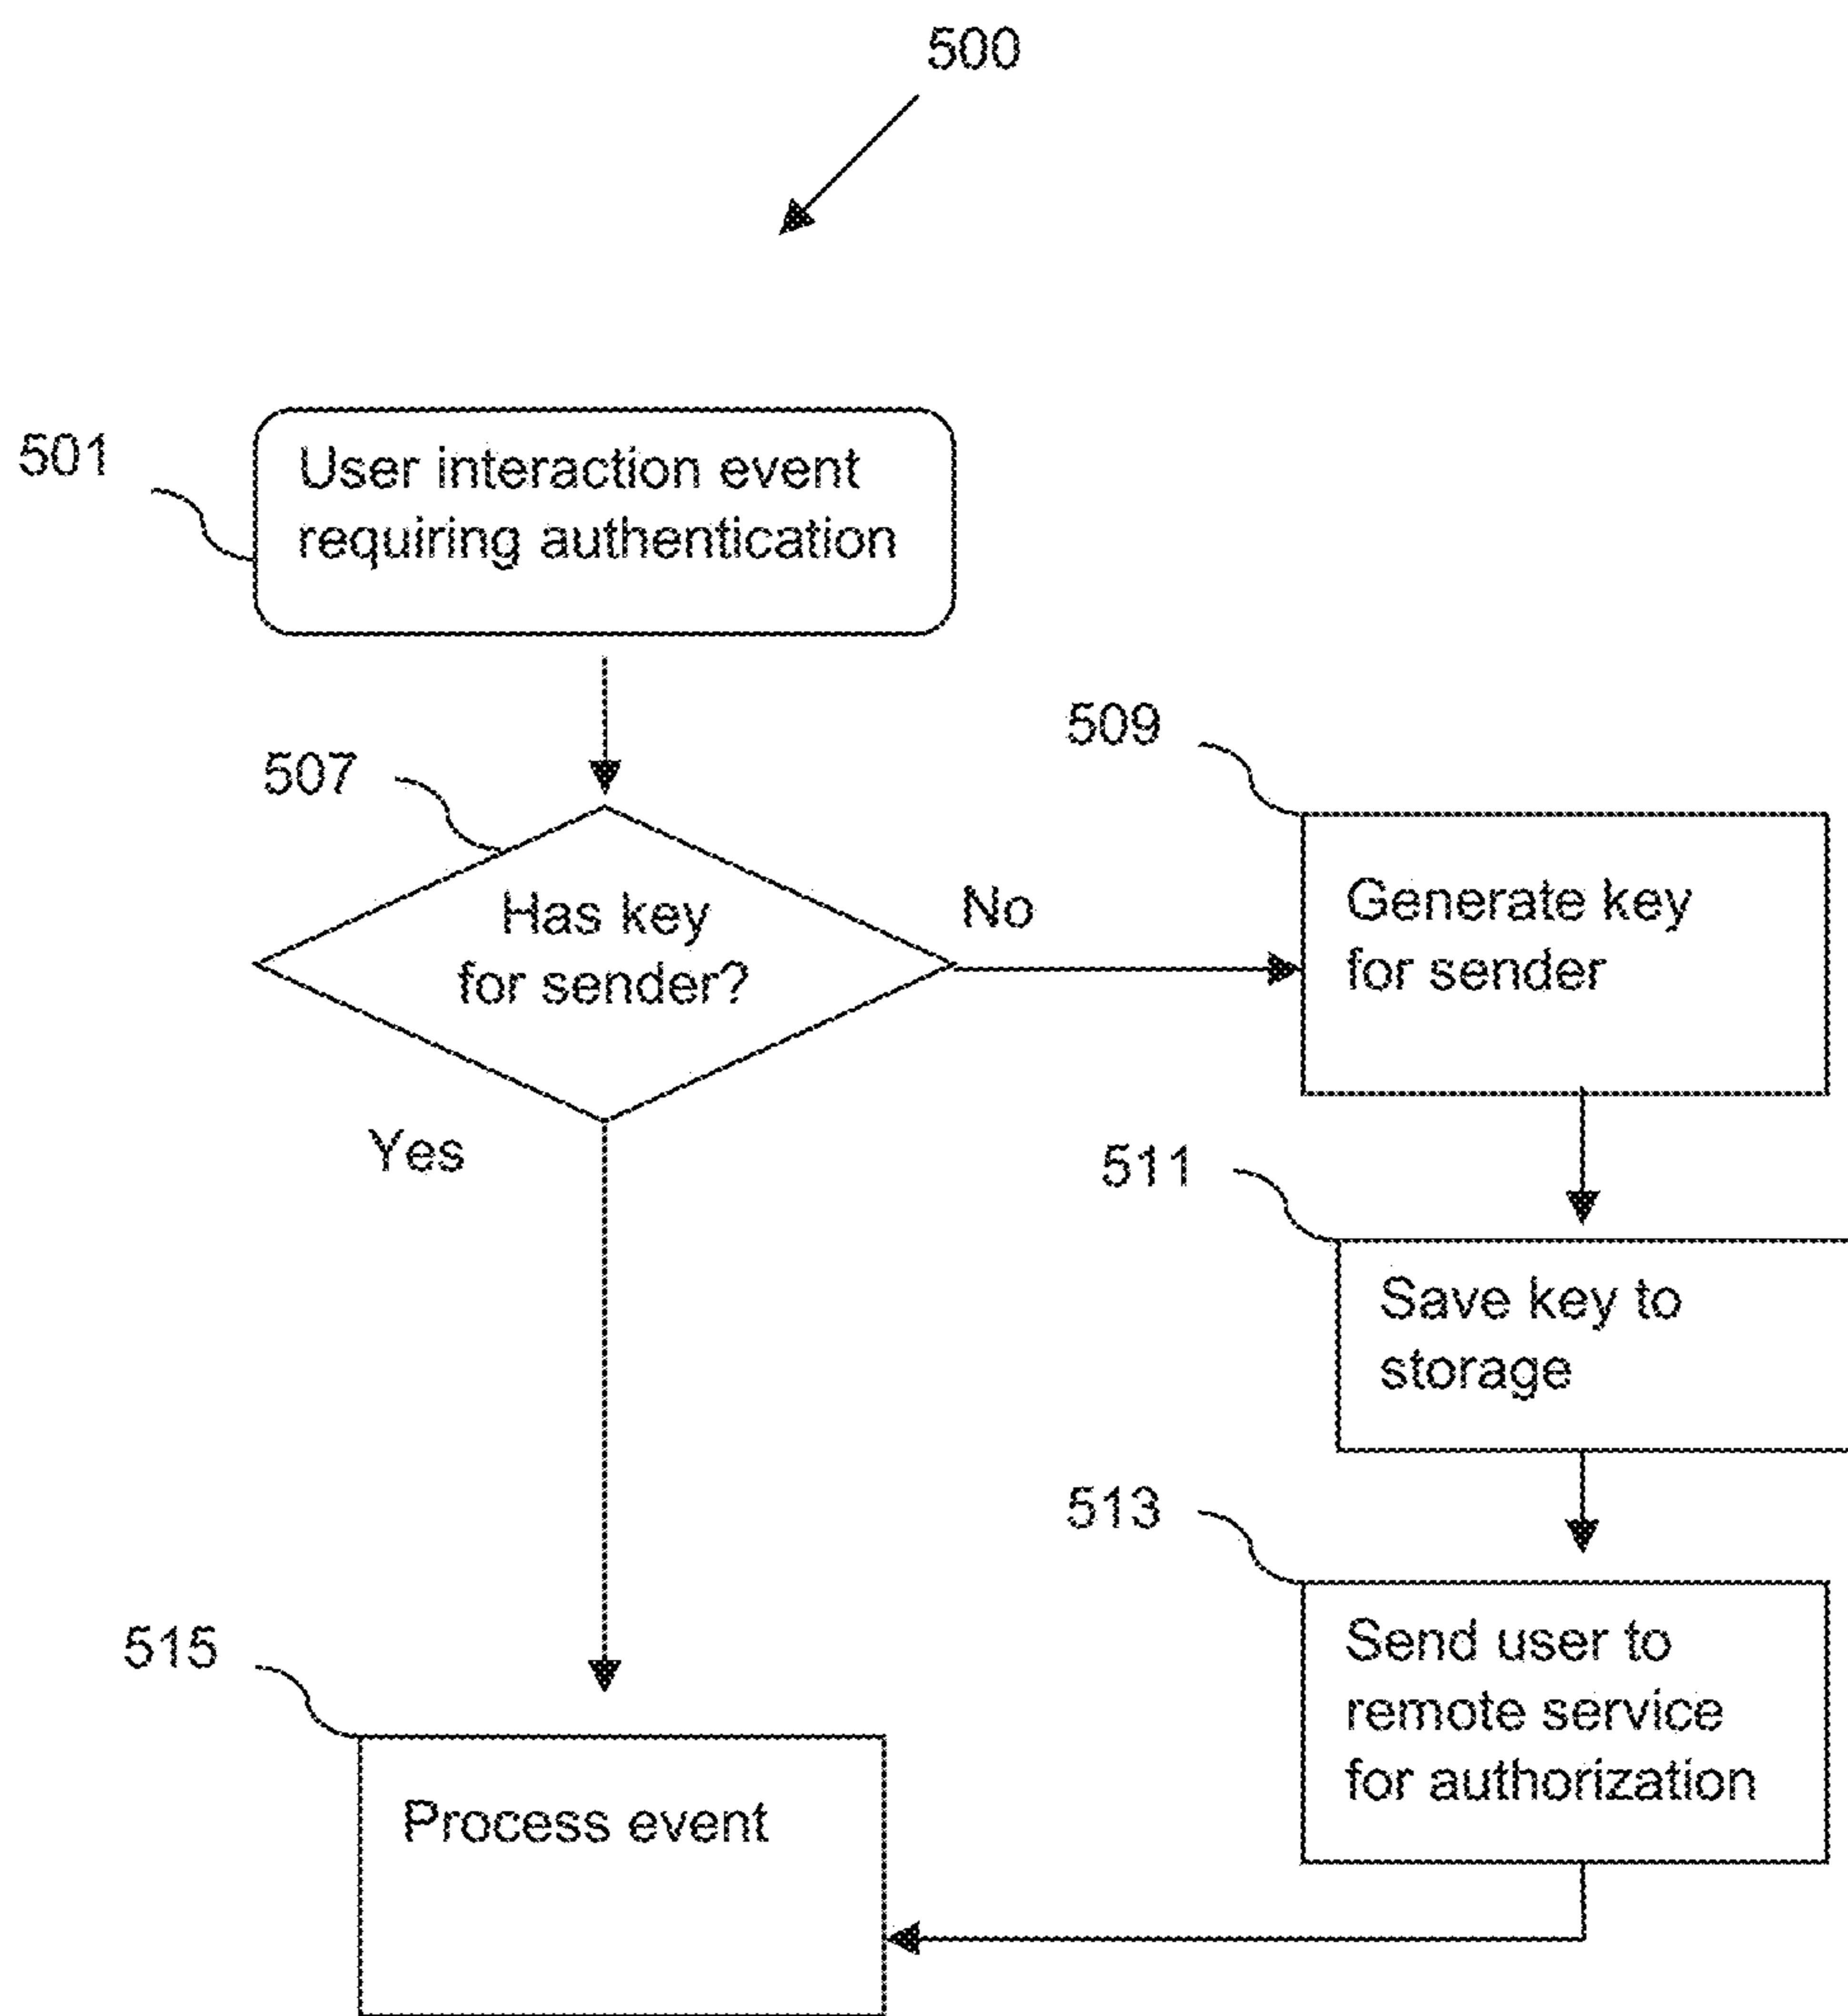 500
501
User interaction event
requiring authentication
507
Has key
for sender?
No
Yes
509
Generate key
for sender
511
Save key to
storage
513
Send user to
remote service
for authorization
515
Process event